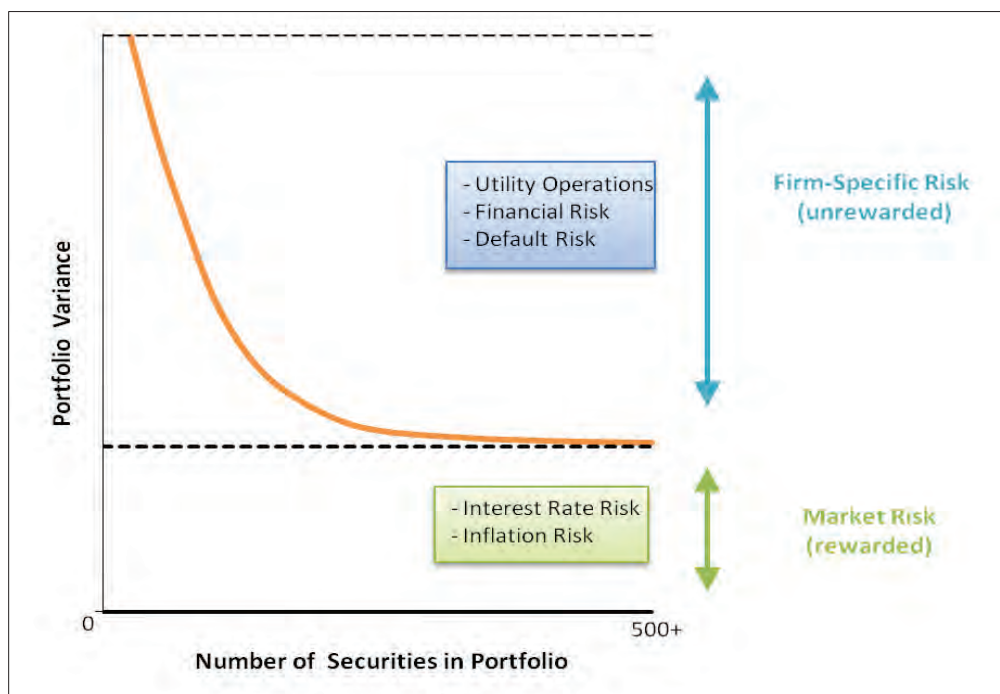 Portfolio Variance
- Utility Operations
- Financial Risk
- Default Risk
Firm-Specific Risk
(unrewarded)
- Interest Rate Risk
- Inflation Risk
Market Risk
(rewarded)
0
500+
Number of Securities in Portfolio